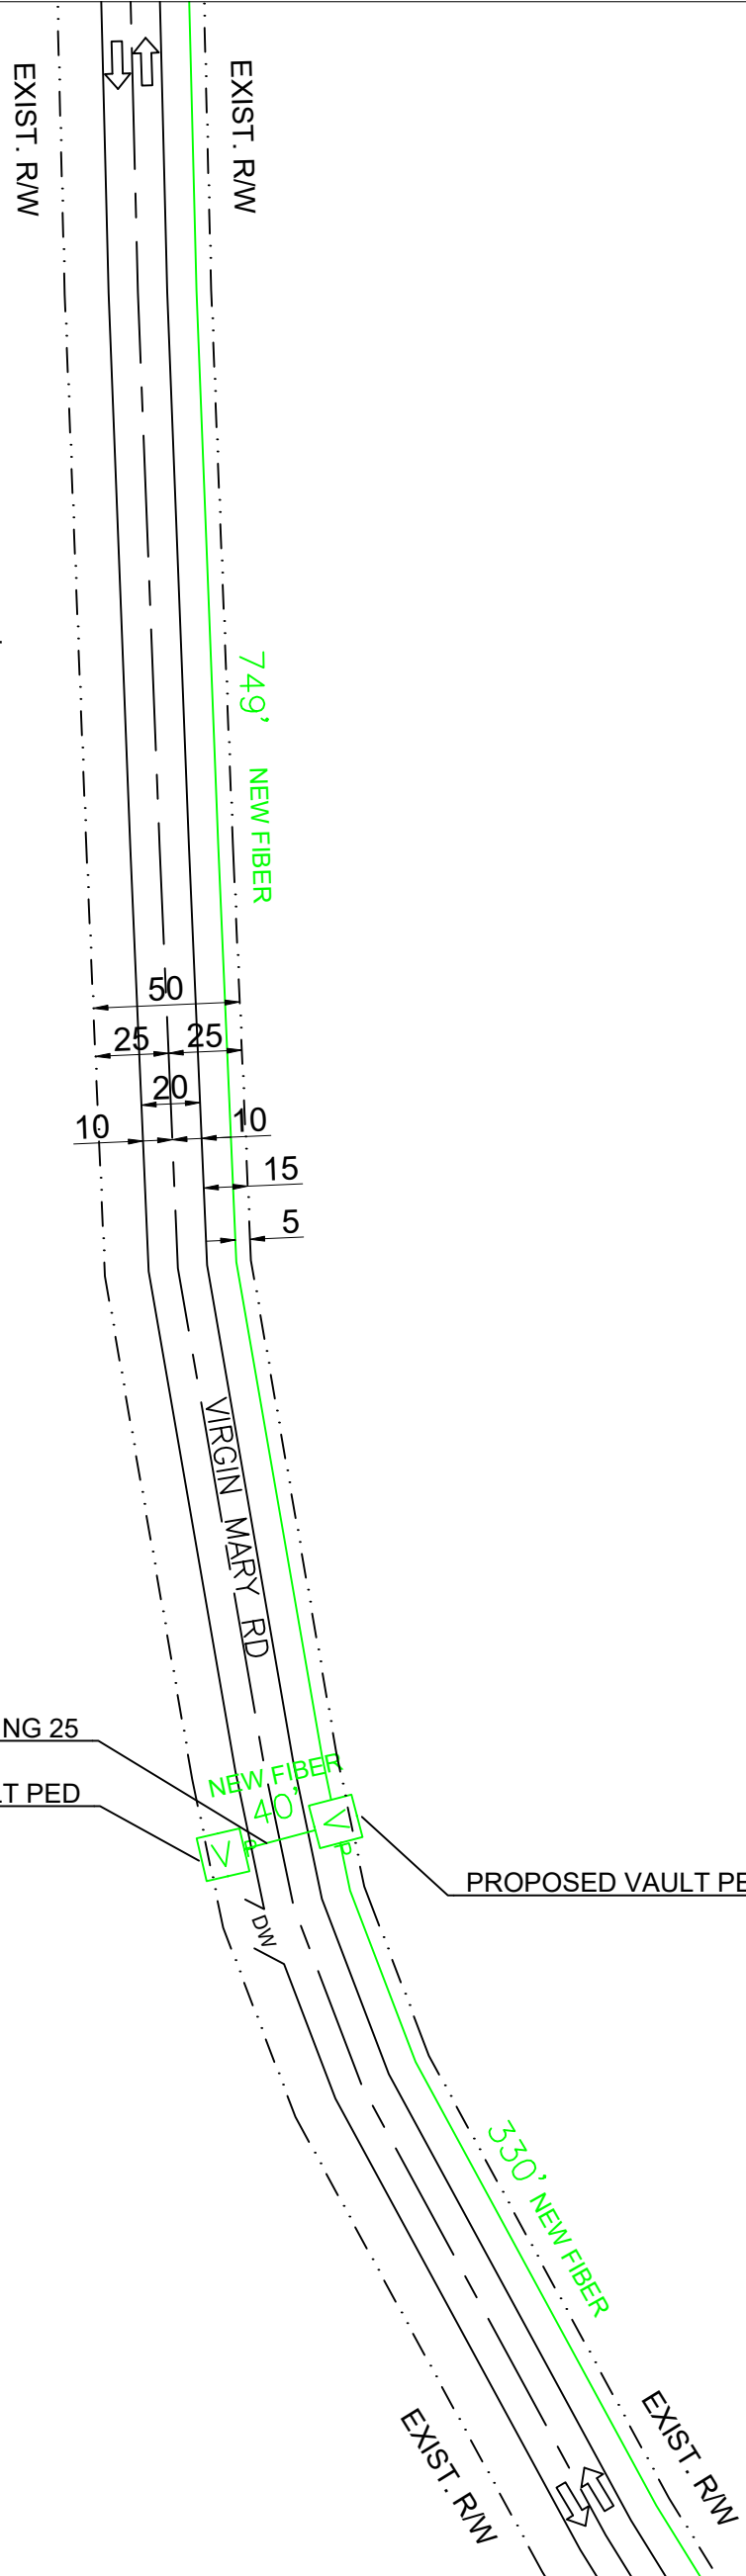 EXIST. R/W
EXIST. R/W
749'
NEW FIBER
50
25
25
20
10
10
15
5
VIRGIN MARY RD
NG 25
NEW FIBER
40'
T PED
V
P
V
P
PROPOSED VAULT PE
DW
330'
NEW FIBER
EXIST. R/W
EXIST. R/W